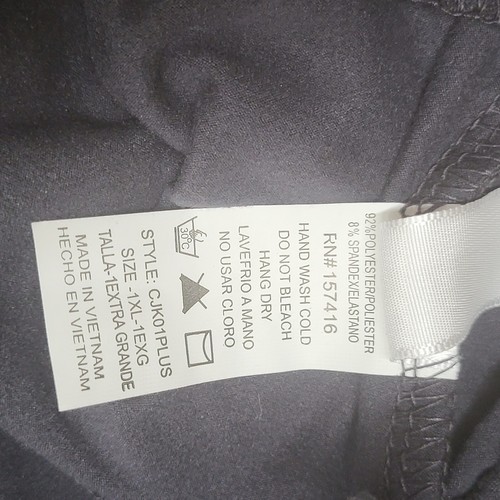 92%POLYESTER/POLIESTER
8% SPANDEX/ELASTANO
RN# 157416
HAND WASH COLD
DO NOT BLEACH
HANG DRY
LAVEFRIO A MANO
NO USAR CLORO
30°C
STYLE: CJK01PLUS
SIZE -1XL-1EXG
TALLA-1EXTRA GRANDE
MADE IN VIETNAM
HECHO EN VIETNAM